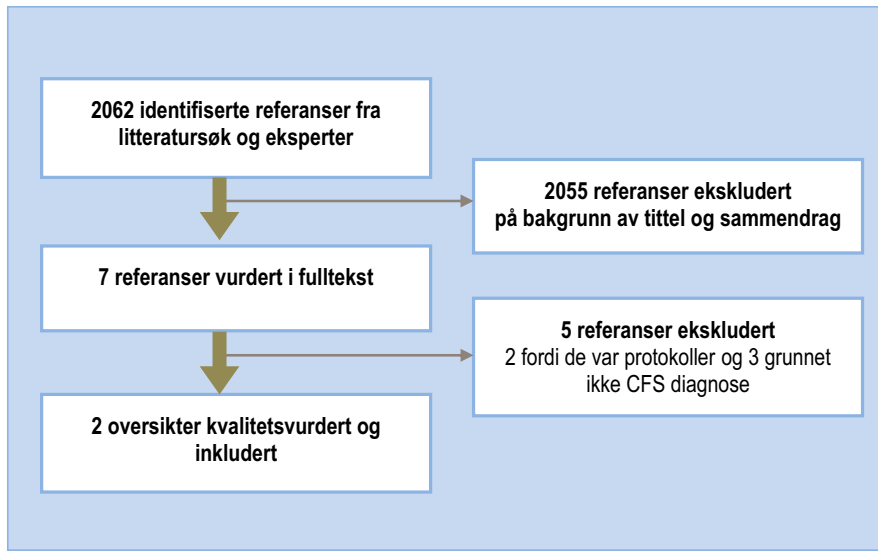 2062 identifiserte referanser fra
litteratursøk og eksperter
2055 referanser ekskludert
på bakgrunn av tittel og sammendrag
7 referanser vurdert i fulltekst
5 referanser ekskludert
2 fordi de var protokoller og 3 grunnet
ikke CFS diagnose
2 oversikter kvalitetsvurdert og
inkludert